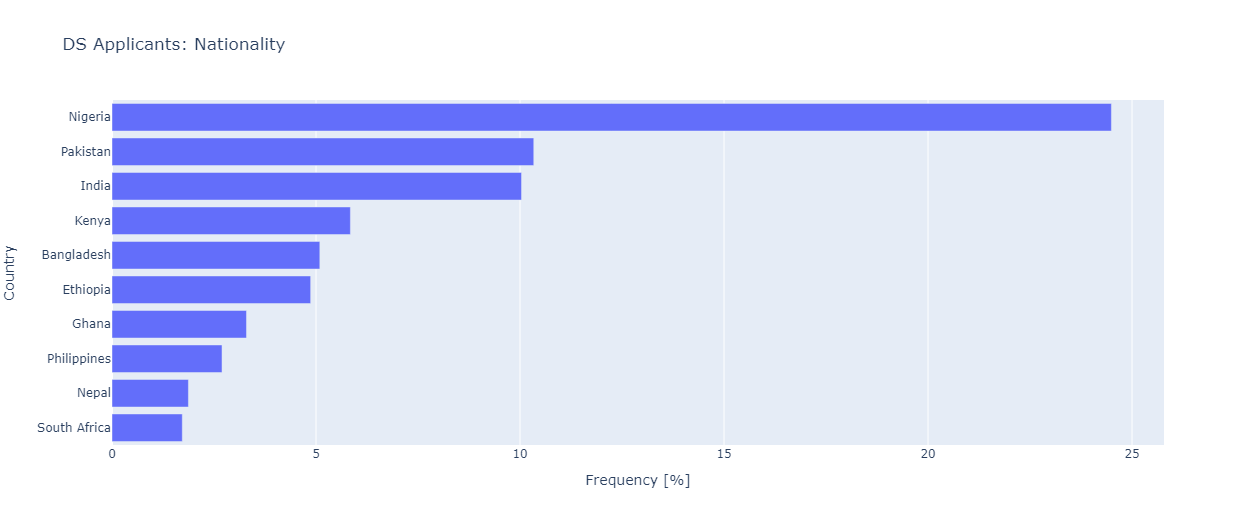 DS Applicants: Nationality
Country
Nigeria
Pakistan
India
Kenya
Bangladesh
Ethiopia
Ghana
Philippines
Nepal
South Africa
0 5 10 15 20 25
Frequency [%]